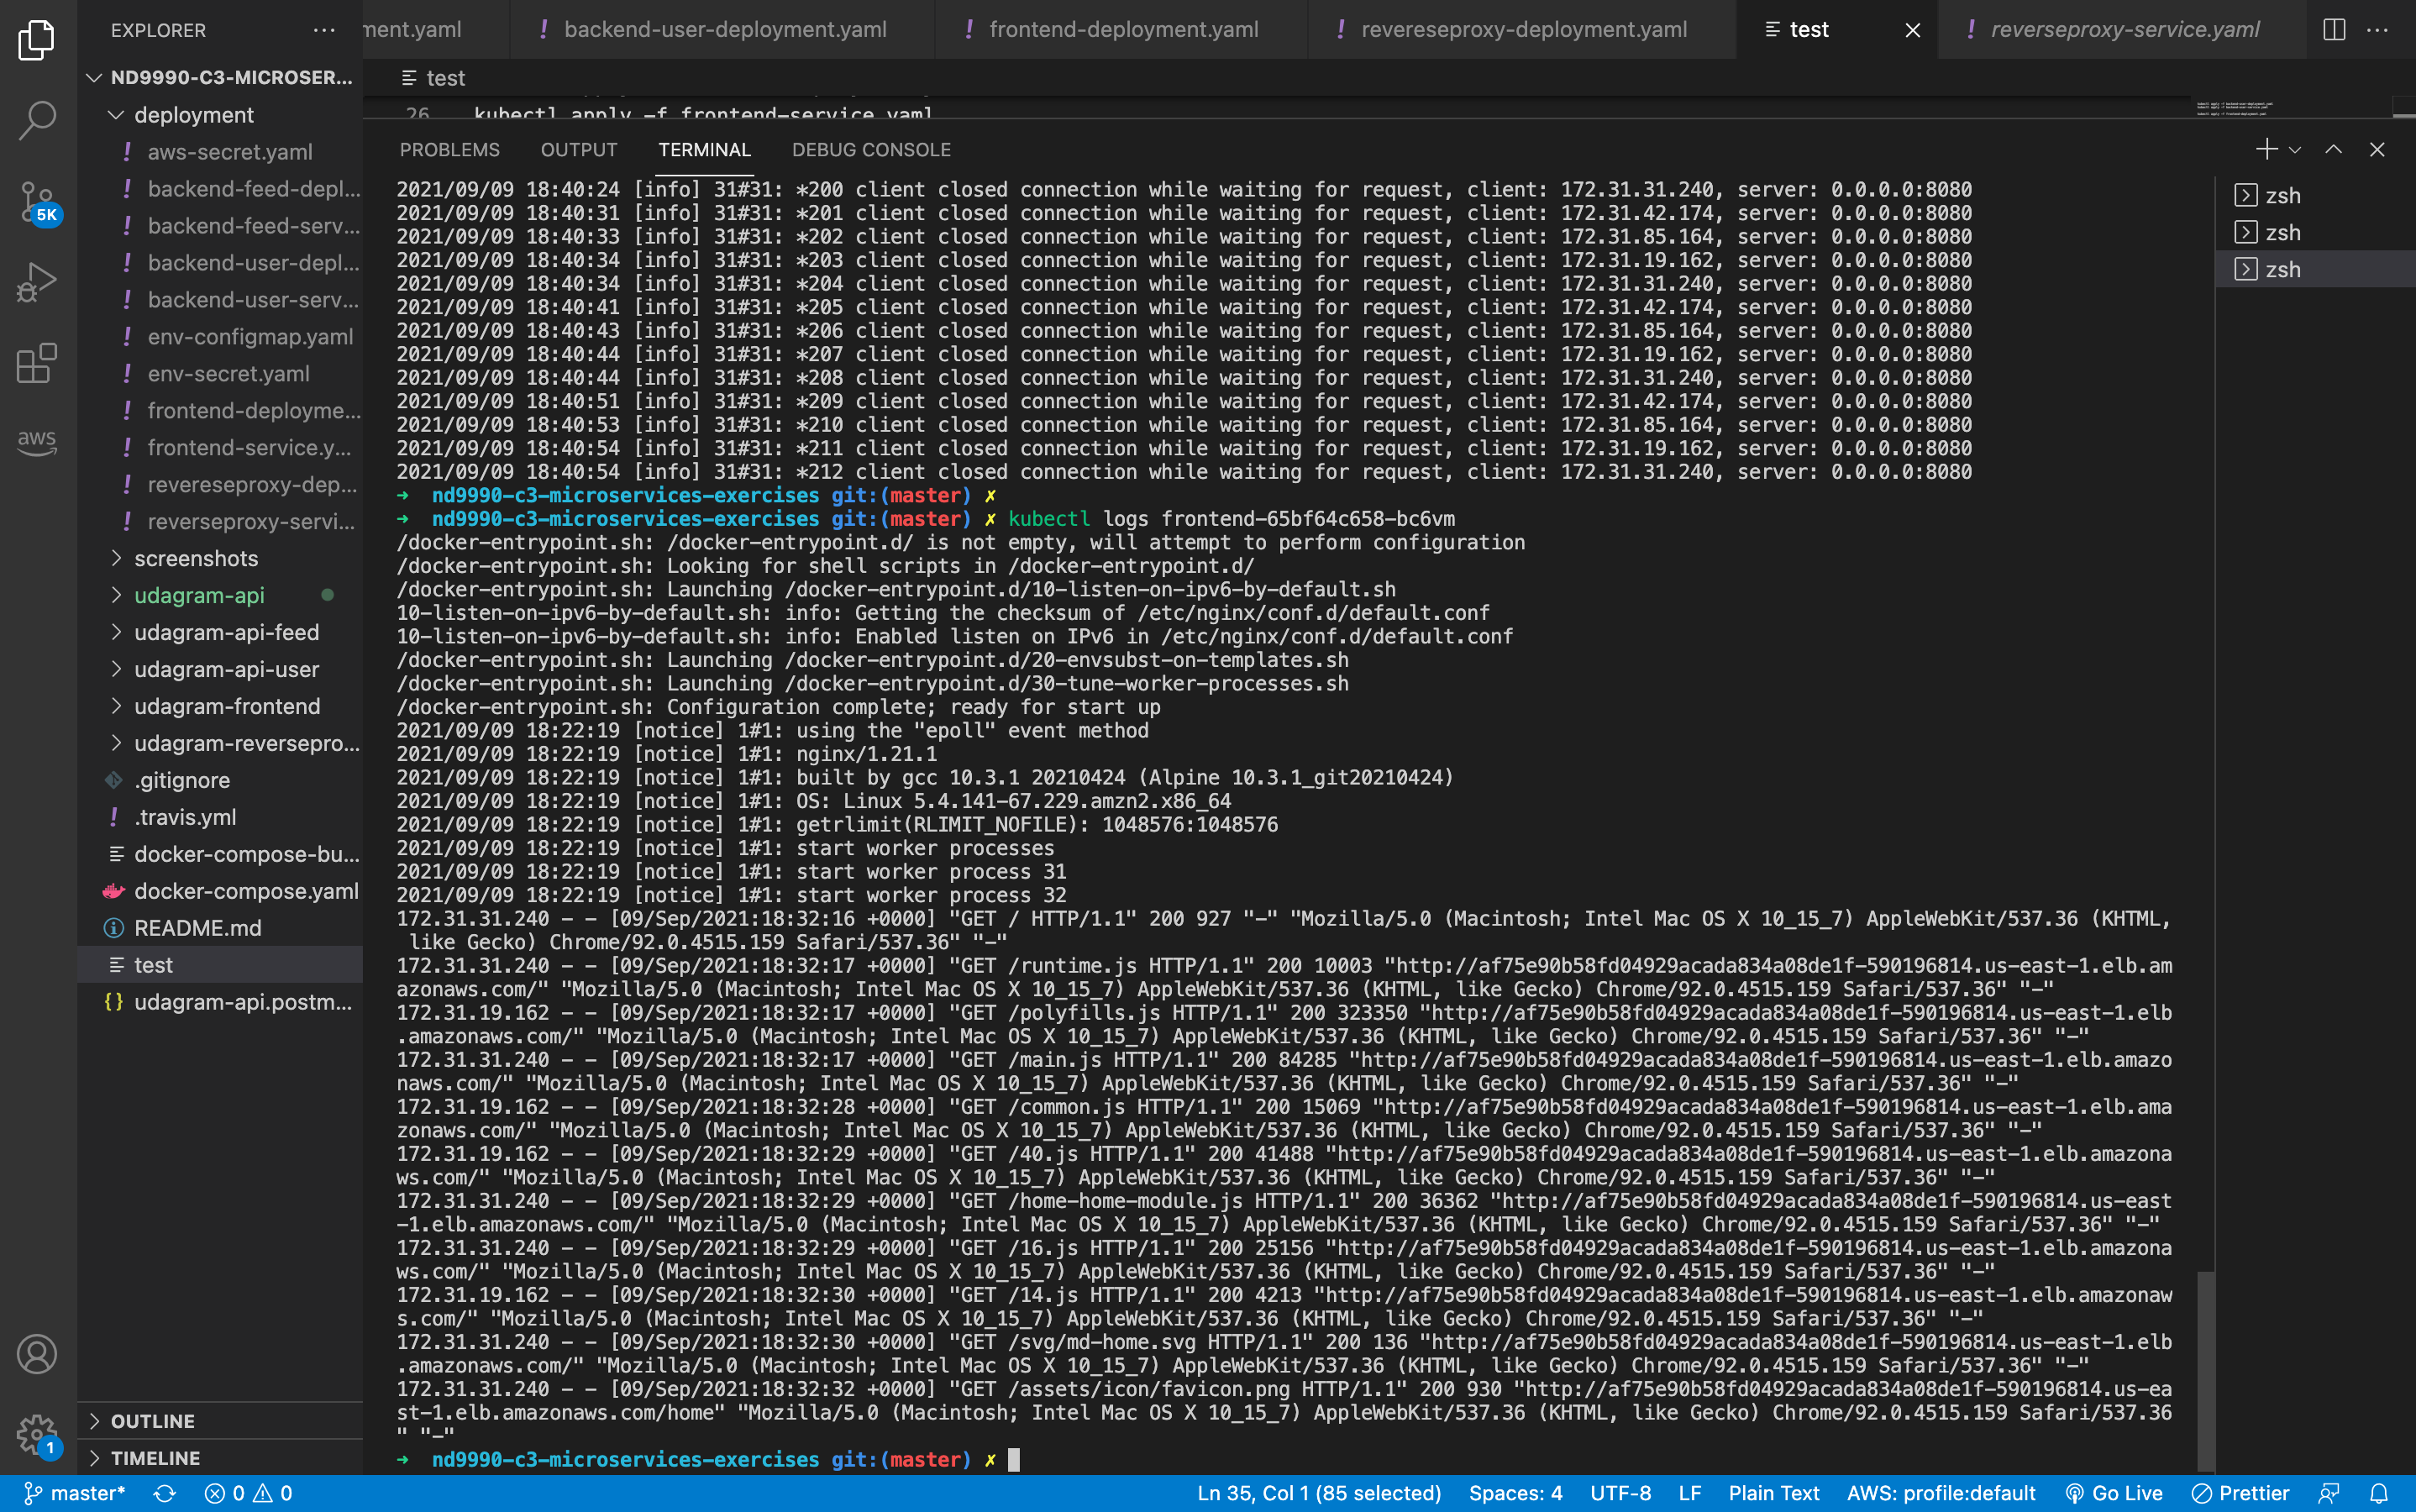 EXPLORER
ND9990-C3-MICROSER...
deployment
aws-secret.yaml
backend-feed-depl...
backend-feed-serv...
backend-user-depl...
backend-user-serv...
env-configmap.yaml
env-secret.yaml
frontend-deployme...
frontend-service.y...
revereseproxy-dep...
reverseproxy-servi...
screenshots
udagram-api
udagram-api-feed
udagram-api-user
udagram-frontend
udagram-reversepro...
.gitignore
.travis.yml
docker-compose-bu...
docker-compose.yaml
README.md
test
udagram-api.postm...
OUTLINE
TIMELINE
5K
aws
1
ment.yaml
backend-user-deployment.yaml
frontend-deployment.yaml
revereseproxy-deployment.yaml
test
reverseproxy-service.yaml
test
26 kubectl apply -f frontend-service.yaml
PROBLEMS OUTPUT TERMINAL DEBUG CONSOLE
zsh
zsh
zsh
2021/09/09 18:40:24 [info] 31#31: *200 client closed connection while waiting for request, client: 172.31.31.240, server: 0.0.0.0:8080
2021/09/09 18:40:31 [info] 31#31: *201 client closed connection while waiting for request, client: 172.31.42.174, server: 0.0.0.0:8080
2021/09/09 18:40:33 [info] 31#31: *202 client closed connection while waiting for request, client: 172.31.85.164, server: 0.0.0.0:8080
2021/09/09 18:40:34 [info] 31#31: *203 client closed connection while waiting for request, client: 172.31.19.162, server: 0.0.0.0:8080
2021/09/09 18:40:34 [info] 31#31: *204 client closed connection while waiting for request, client: 172.31.31.240, server: 0.0.0.0:8080
2021/09/09 18:40:41 [info] 31#31: *205 client closed connection while waiting for request, client: 172.31.42.174, server: 0.0.0.0:8080
2021/09/09 18:40:43 [info] 31#31: *206 client closed connection while waiting for request, client: 172.31.85.164, server: 0.0.0.0:8080
2021/09/09 18:40:44 [info] 31#31: *207 client closed connection while waiting for request, client: 172.31.19.162, server: 0.0.0.0:8080
2021/09/09 18:40:44 [info] 31#31: *208 client closed connection while waiting for request, client: 172.31.31.240, server: 0.0.0.0:8080
2021/09/09 18:40:51 [info] 31#31: *209 client closed connection while waiting for request, client: 172.31.42.174, server: 0.0.0.0:8080
2021/09/09 18:40:53 [info] 31#31: *210 client closed connection while waiting for request, client: 172.31.85.164, server: 0.0.0.0:8080
2021/09/09 18:40:54 [info] 31#31: *211 client closed connection while waiting for request, client: 172.31.19.162, server: 0.0.0.0:8080
2021/09/09 18:40:54 [info] 31#31: *212 client closed connection while waiting for request, client: 172.31.31.240, server: 0.0.0.0:8080
➜ nd9990-c3-microservices-exercises git:(master) ✗
➜ nd9990-c3-microservices-exercises git:(master) ✗ kubectl logs frontend-65bf64c658-bc6vm
/docker-entrypoint.sh: /docker-entrypoint.d/ is not empty, will attempt to perform configuration
/docker-entrypoint.sh: Looking for shell scripts in /docker-entrypoint.d/
/docker-entrypoint.sh: Launching /docker-entrypoint.d/10-listen-on-ipv6-by-default.sh
10-listen-on-ipv6-by-default.sh: info: Getting the checksum of /etc/nginx/conf.d/default.conf
10-listen-on-ipv6-by-default.sh: info: Enabled listen on IPv6 in /etc/nginx/conf.d/default.conf
/docker-entrypoint.sh: Launching /docker-entrypoint.d/20-envsubst-on-templates.sh
/docker-entrypoint.sh: Launching /docker-entrypoint.d/30-tune-worker-processes.sh
/docker-entrypoint.sh: Configuration complete; ready for start up
2021/09/09 18:22:19 [notice] 1#1: using the "epoll" event method
2021/09/09 18:22:19 [notice] 1#1: nginx/1.21.1
2021/09/09 18:22:19 [notice] 1#1: built by gcc 10.3.1 20210424 (Alpine 10.3.1_git20210424)
2021/09/09 18:22:19 [notice] 1#1: OS: Linux 5.4.141-67.229.amzn2.x86_64
2021/09/09 18:22:19 [notice] 1#1: getrlimit(RLIMIT_NOFILE): 1048576:1048576
2021/09/09 18:22:19 [notice] 1#1: start worker processes
2021/09/09 18:22:19 [notice] 1#1: start worker process 31
2021/09/09 18:22:19 [notice] 1#1: start worker process 32
172.31.31.240 - - [09/Sep/2021:18:32:16 +0000] "GET / HTTP/1.1" 200 927 "-" "Mozilla/5.0 (Macintosh; Intel Mac OS X 10_15_7) AppleWebKit/537.36 (KHTML,
 like Gecko) Chrome/92.0.4515.159 Safari/537.36" "-"
172.31.31.240 - - [09/Sep/2021:18:32:17 +0000] "GET /runtime.js HTTP/1.1" 200 10003 "http://af75e90b58fd04929acada834a08de1f-590196814.us-east-1.elb.am
azonaws.com/" "Mozilla/5.0 (Macintosh; Intel Mac OS X 10_15_7) AppleWebKit/537.36 (KHTML, like Gecko) Chrome/92.0.4515.159 Safari/537.36" "-"
172.31.19.162 - - [09/Sep/2021:18:32:17 +0000] "GET /polyfills.js HTTP/1.1" 200 323350 "http://af75e90b58fd04929acada834a08de1f-590196814.us-east-1.elb
.amazonaws.com/" "Mozilla/5.0 (Macintosh; Intel Mac OS X 10_15_7) AppleWebKit/537.36 (KHTML, like Gecko) Chrome/92.0.4515.159 Safari/537.36" "-"
172.31.31.240 - - [09/Sep/2021:18:32:17 +0000] "GET /main.js HTTP/1.1" 200 84285 "http://af75e90b58fd04929acada834a08de1f-590196814.us-east-1.elb.amazo
naws.com/" "Mozilla/5.0 (Macintosh; Intel Mac OS X 10_15_7) AppleWebKit/537.36 (KHTML, like Gecko) Chrome/92.0.4515.159 Safari/537.36" "-"
172.31.19.162 - - [09/Sep/2021:18:32:28 +0000] "GET /common.js HTTP/1.1" 200 15069 "http://af75e90b58fd04929acada834a08de1f-590196814.us-east-1.elb.ama
zonaws.com/" "Mozilla/5.0 (Macintosh; Intel Mac OS X 10_15_7) AppleWebKit/537.36 (KHTML, like Gecko) Chrome/92.0.4515.159 Safari/537.36" "-"
172.31.19.162 - - [09/Sep/2021:18:32:29 +0000] "GET /40.js HTTP/1.1" 200 41488 "http://af75e90b58fd04929acada834a08de1f-590196814.us-east-1.elb.amazona
ws.com/" "Mozilla/5.0 (Macintosh; Intel Mac OS X 10_15_7) AppleWebKit/537.36 (KHTML, like Gecko) Chrome/92.0.4515.159 Safari/537.36" "-"
172.31.31.240 - - [09/Sep/2021:18:32:29 +0000] "GET /home-home-module.js HTTP/1.1" 200 36362 "http://af75e90b58fd04929acada834a08de1f-590196814.us-east
-1.elb.amazonaws.com/" "Mozilla/5.0 (Macintosh; Intel Mac OS X 10_15_7) AppleWebKit/537.36 (KHTML, like Gecko) Chrome/92.0.4515.159 Safari/537.36" "-"
172.31.31.240 - - [09/Sep/2021:18:32:29 +0000] "GET /16.js HTTP/1.1" 200 25156 "http://af75e90b58fd04929acada834a08de1f-590196814.us-east-1.elb.amazona
ws.com/" "Mozilla/5.0 (Macintosh; Intel Mac OS X 10_15_7) AppleWebKit/537.36 (KHTML, like Gecko) Chrome/92.0.4515.159 Safari/537.36" "-"
172.31.19.162 - - [09/Sep/2021:18:32:30 +0000] "GET /14.js HTTP/1.1" 200 4213 "http://af75e90b58fd04929acada834a08de1f-590196814.us-east-1.elb.amazonaw
s.com/" "Mozilla/5.0 (Macintosh; Intel Mac OS X 10_15_7) AppleWebKit/537.36 (KHTML, like Gecko) Chrome/92.0.4515.159 Safari/537.36" "-"
172.31.31.240 - - [09/Sep/2021:18:32:30 +0000] "GET /svg/md-home.svg HTTP/1.1" 200 136 "http://af75e90b58fd04929acada834a08de1f-590196814.us-east-1.elb
.amazonaws.com/" "Mozilla/5.0 (Macintosh; Intel Mac OS X 10_15_7) AppleWebKit/537.36 (KHTML, like Gecko) Chrome/92.0.4515.159 Safari/537.36" "-"
172.31.31.240 - - [09/Sep/2021:18:32:32 +0000] "GET /assets/icon/favicon.png HTTP/1.1" 200 930 "http://af75e90b58fd04929acada834a08de1f-590196814.us-ea
st-1.elb.amazonaws.com/home" "Mozilla/5.0 (Macintosh; Intel Mac OS X 10_15_7) AppleWebKit/537.36 (KHTML, like Gecko) Chrome/92.0.4515.159 Safari/537.36
" "-"
➜ nd9990-c3-microservices-exercises git:(master) ✗
master* 0 0 Ln 35, Col 1 (85 selected) Spaces: 4 UTF-8 LF Plain Text AWS: profile:default Go Live Prettier